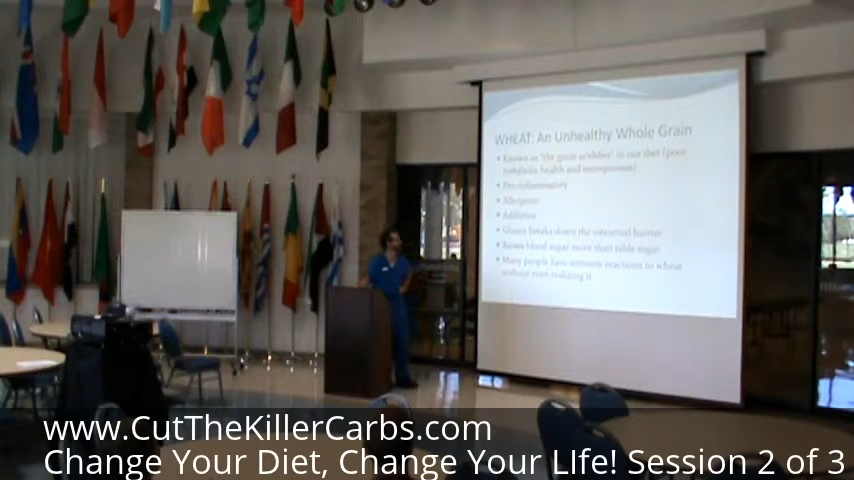 WHEAT: An Unhealthy Whole Grain
• Known as "the great acidifier" in our diet (poor
metabolic health and osteoporosis)
• Pro-inflammatory
• Allergenic
• Addictive
• Gluten breaks down the intestinal barrier
• Raises blood sugar more than table sugar
• Many people have immune reactions to wheat
without even realizing it
www.CutTheKillerCarbs.com
Change Your Diet, Change Your LIfe! Session 2 of 3